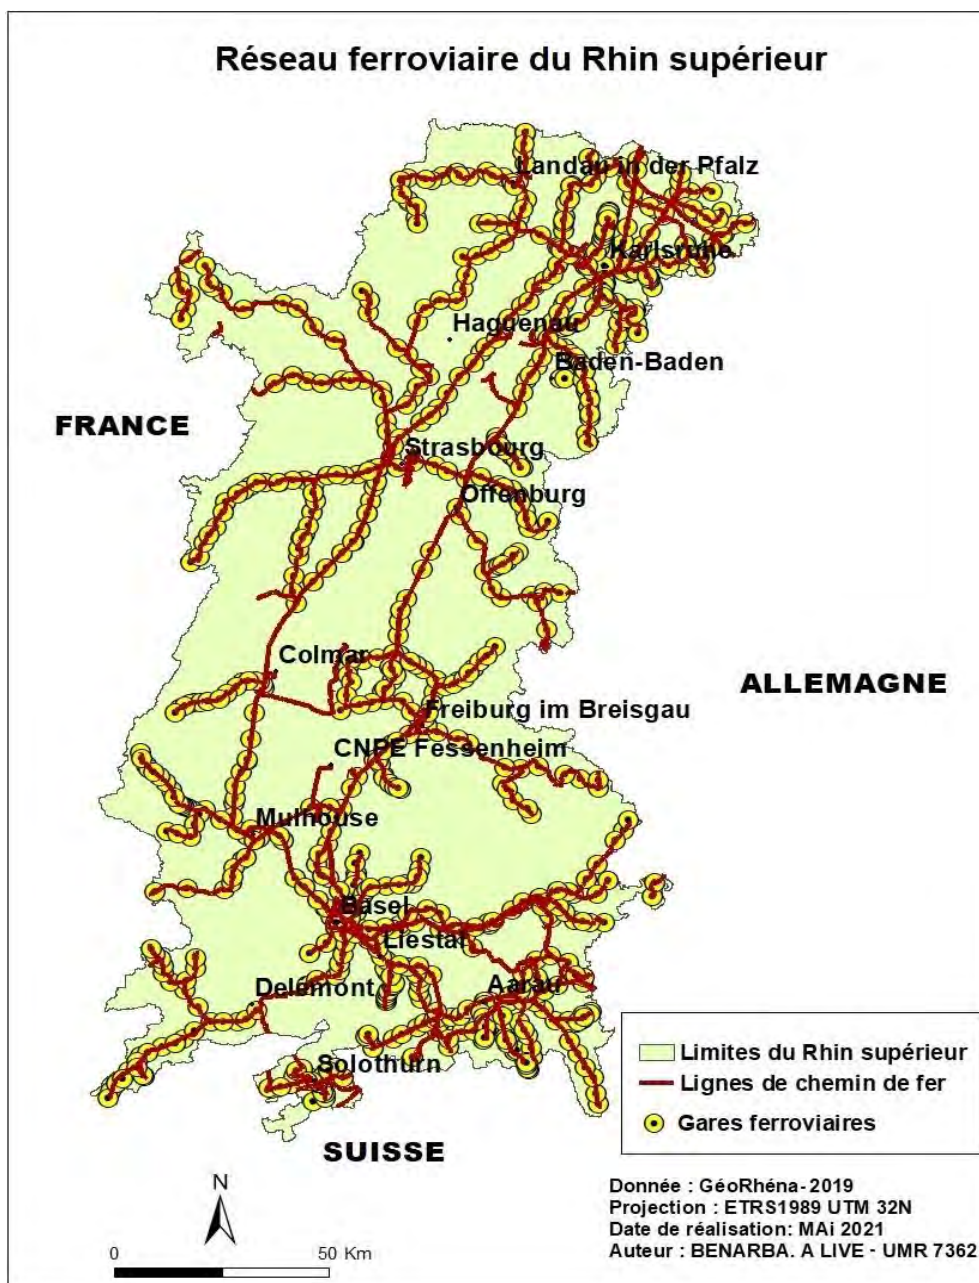 Réseau ferroviaire du Rhin supérieur
Landau in der Pfalz
Karlsruhe
Haguenau
Baden-Baden
FRANCE
Strasbourg
Offenburg
Colmar
ALLEMAGNE
Freiburg im Breisgau
CNPE Fessenheim
Mulhouse
Basel
Liestal
Delémont
Aarau
Solothurn
SUISSE
Limites du Rhin supérieur
Lignes de chemin de fer
Gares ferroviaires
N
0 50 Km
Donnée : GéoRhéna- 2019
Projection : ETRS1989 UTM 32N
Date de réalisation: MAi 2021
Auteur : BENARBA. A LIVE - UMR 7362